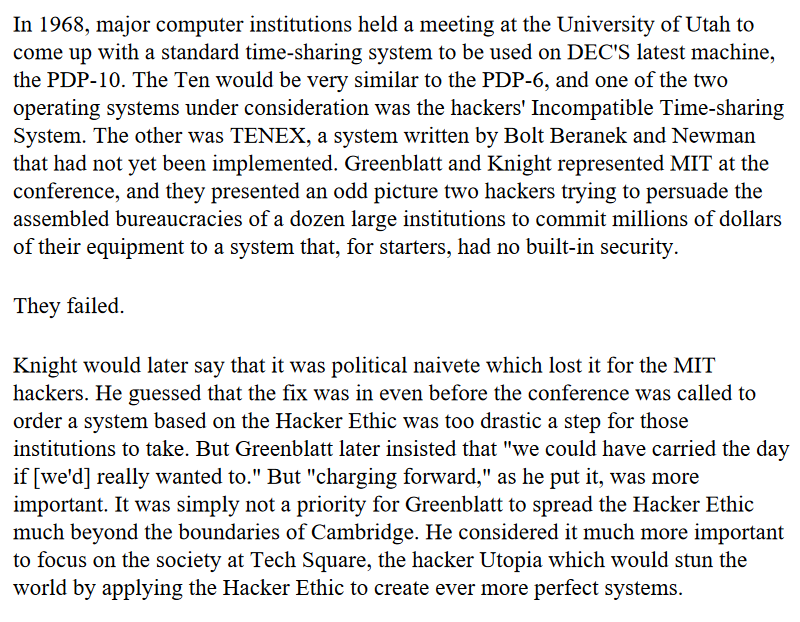 In 1968, major computer institutions held a meeting at the University of Utah to
come up with a standard time-sharing system to be used on DEC'S latest machine,
the PDP-10. The Ten would be very similar to the PDP-6, and one of the two
operating systems under consideration was the hackers' Incompatible Time-sharing
System. The other was TENEX, a system written by Bolt Beranek and Newman
that had not yet been implemented. Greenblatt and Knight represented MIT at the
conference, and they presented an odd picture two hackers trying to persuade the
assembled bureaucracies of a dozen large institutions to commit millions of dollars
of their equipment to a system that, for starters, had no built-in security.
They failed.
Knight would later say that it was political naivete which lost it for the MIT
hackers. He guessed that the fix was in even before the conference was called to
order a system based on the Hacker Ethic was too drastic a step for those
institutions to take. But Greenblatt later insisted that "we could have carried the day
if [we'd] really wanted to." But "charging forward," as he put it, was more
important. It was simply not a priority for Greenblatt to spread the Hacker Ethic
much beyond the boundaries of Cambridge. He considered it much more important
to focus on the society at Tech Square, the hacker Utopia which would stun the
world by applying the Hacker Ethic to create ever more perfect systems.